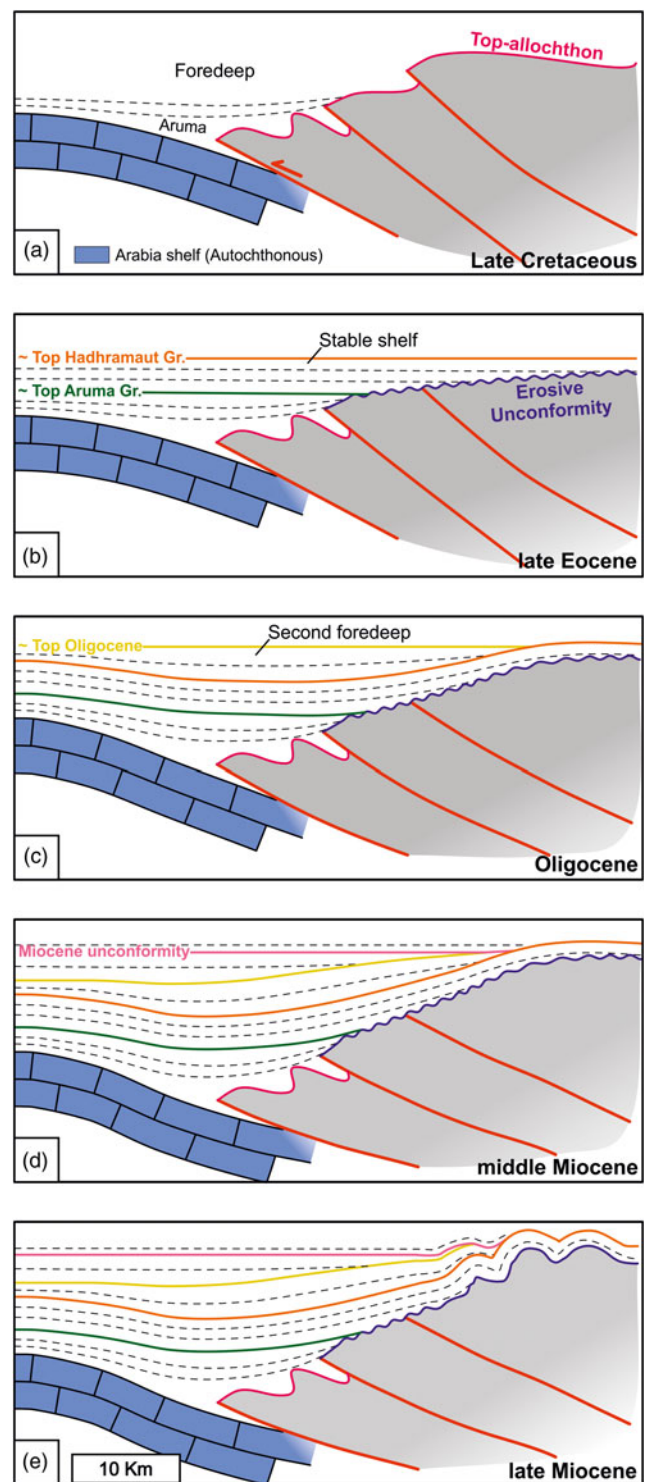 Top-allochthon
Foredeep
Aruma
Arabia shelf (Autochthonous)
(a)
Late Cretaceous
Stable shelf
~ Top Hadhramaut Gr.
~ Top Aruma Gr.
Erosive
Unconformity
(b)
late Eocene
Second foredeep
~ Top Oligocene
(c)
Oligocene
Miocene unconformity
(d)
middle Miocene
(e)
10 Km
late Miocene